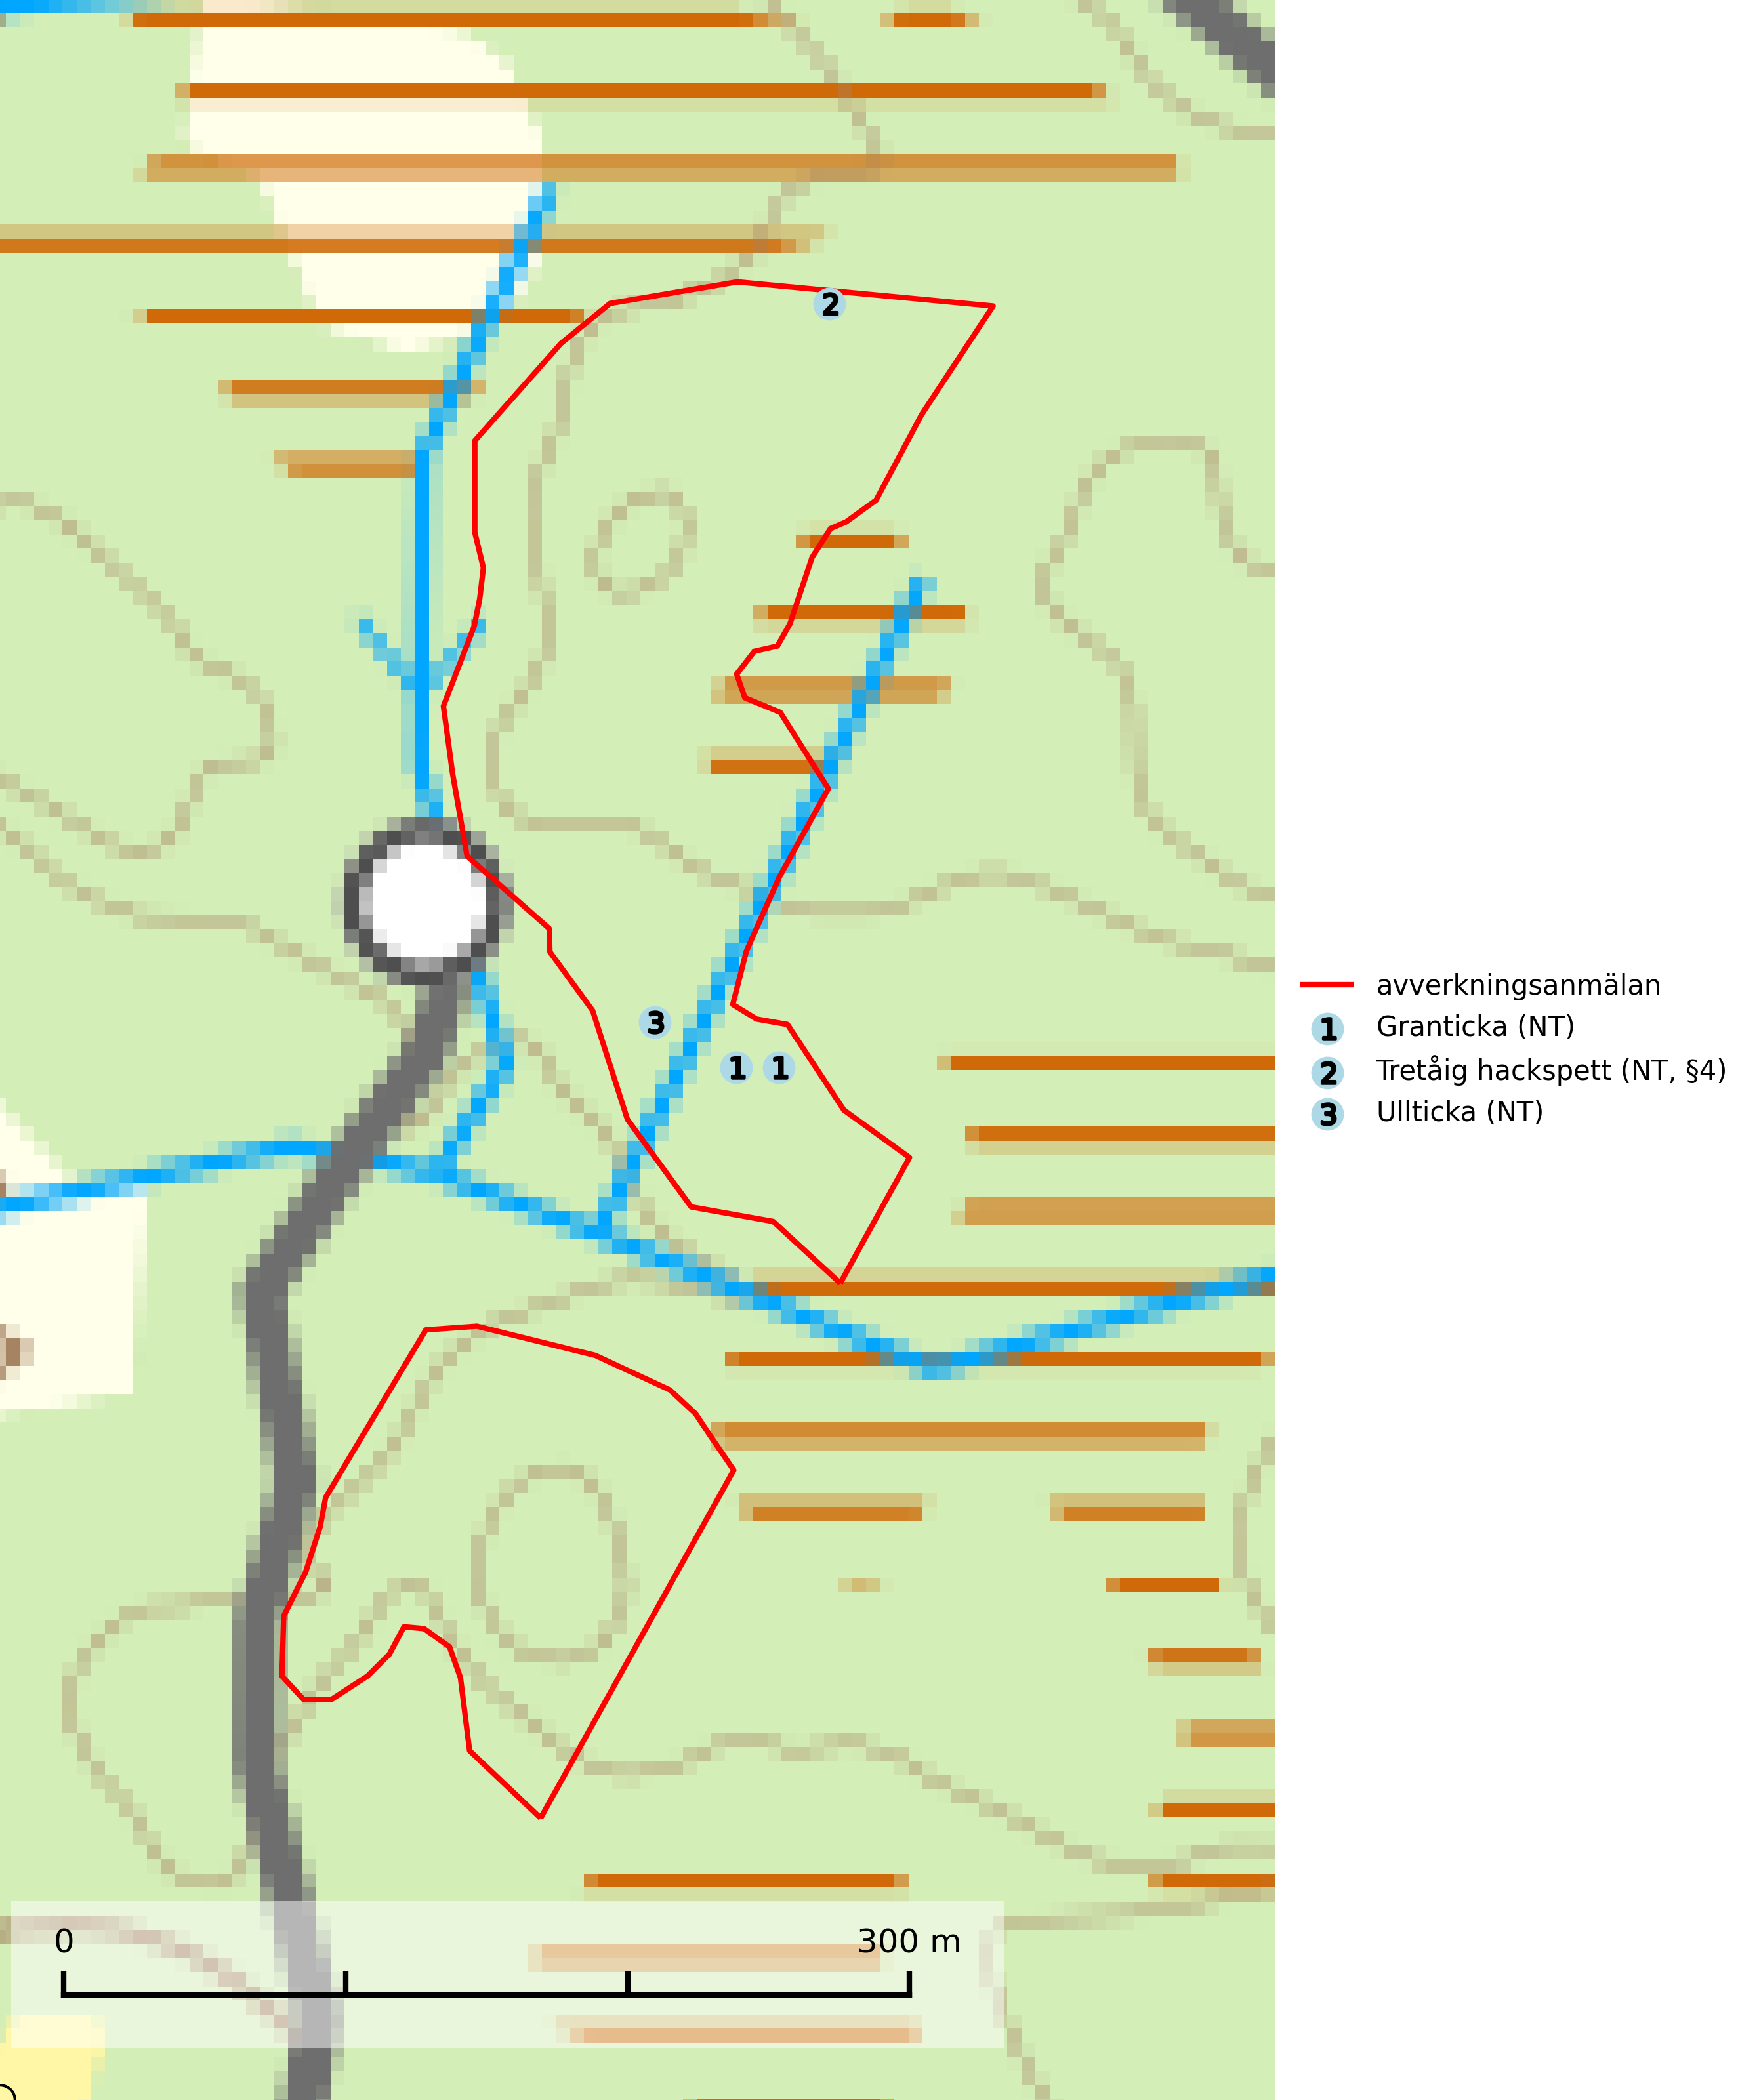 2
3
1 1
avverkningsanmälan
1 Granticka (NT)
2 Tretåig hackspett (NT, §4)
3 Ullticka (NT)
0 300 m